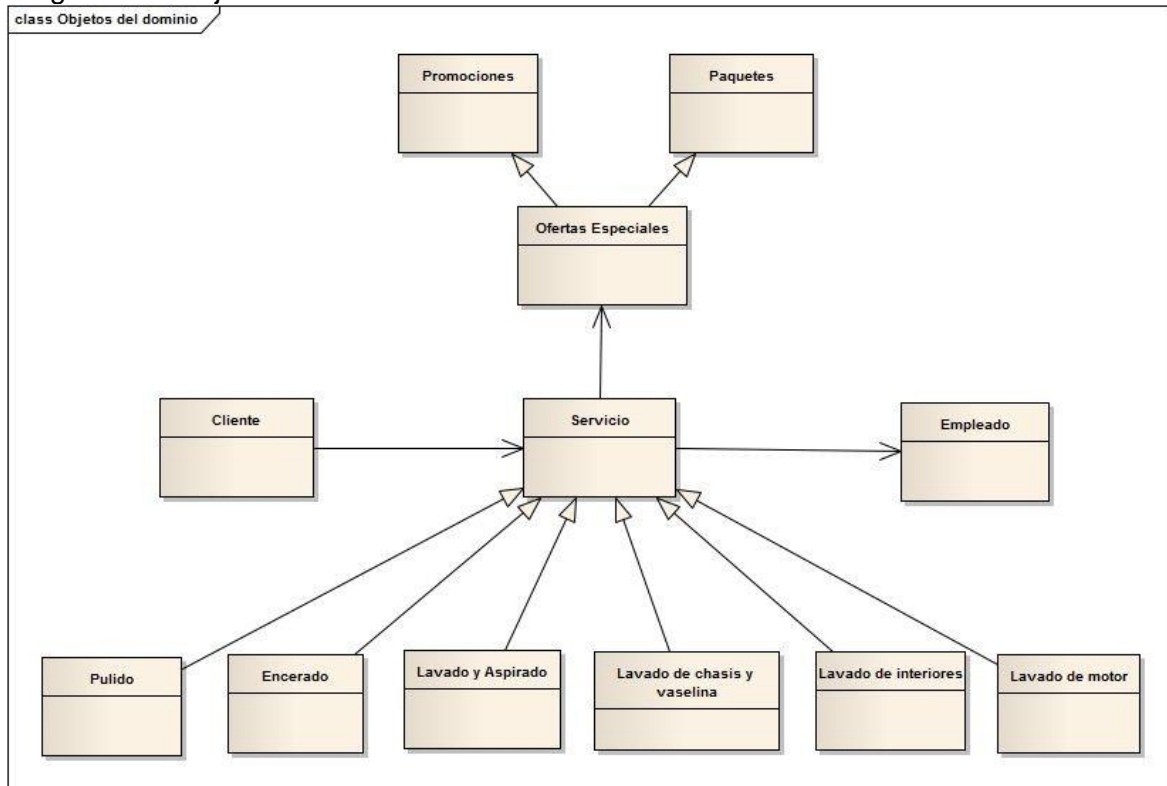 class Objetos del dominio
Promociones
Paquetes
Ofertas Especiales
Cliente
Servicio
Empleado
Pulido
Encerado
Lavado y Aspirado
Lavado de chasis y
vaselina
Lavado de interiores
Lavado de motor